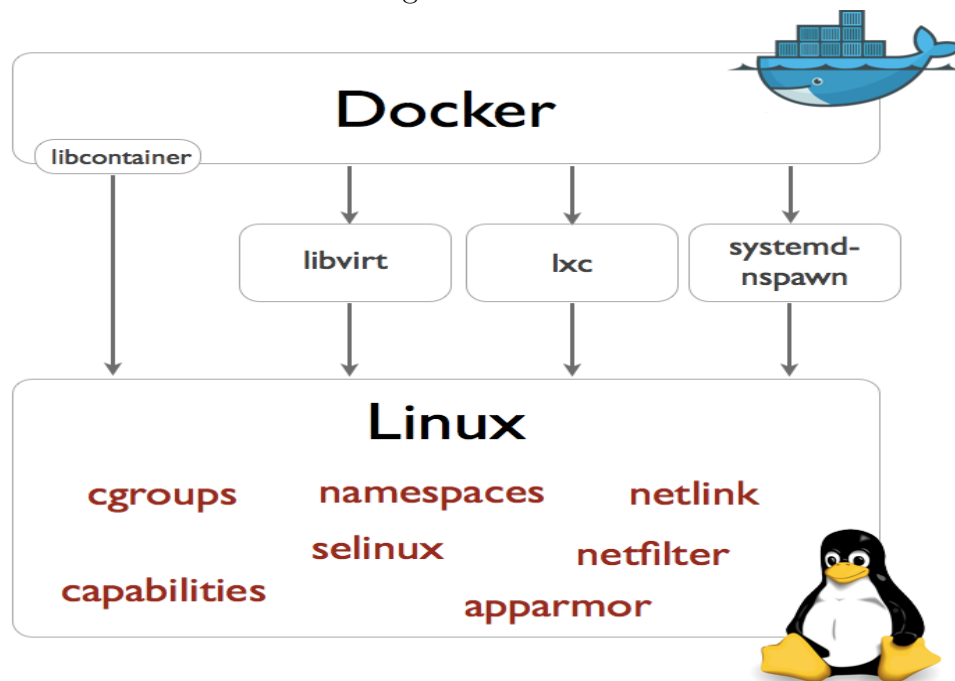 Docker
libcontainer
libvirt
lxc
systemd-
nspawn
Linux
cgroups
namespaces
netlink
selinux
netfilter
capabilities
apparmor